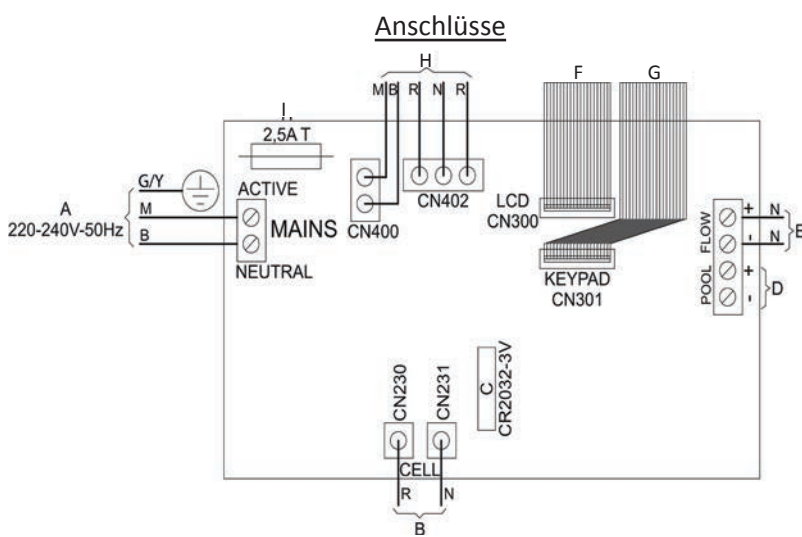 Anschlüsse
H
F
G
M B R N R
I.
2,5A T
G/Y
ACTIVE
A
220-240V-50Hz
M
MAINS
B
NEUTRAL
CN400
CN402
LCD
CN300
KEYPAD
CN301
FLOW
+ N
- N
E
POOL
+
-
D
CN230
CN231
C
CR2032-3V
CELL
R N
B